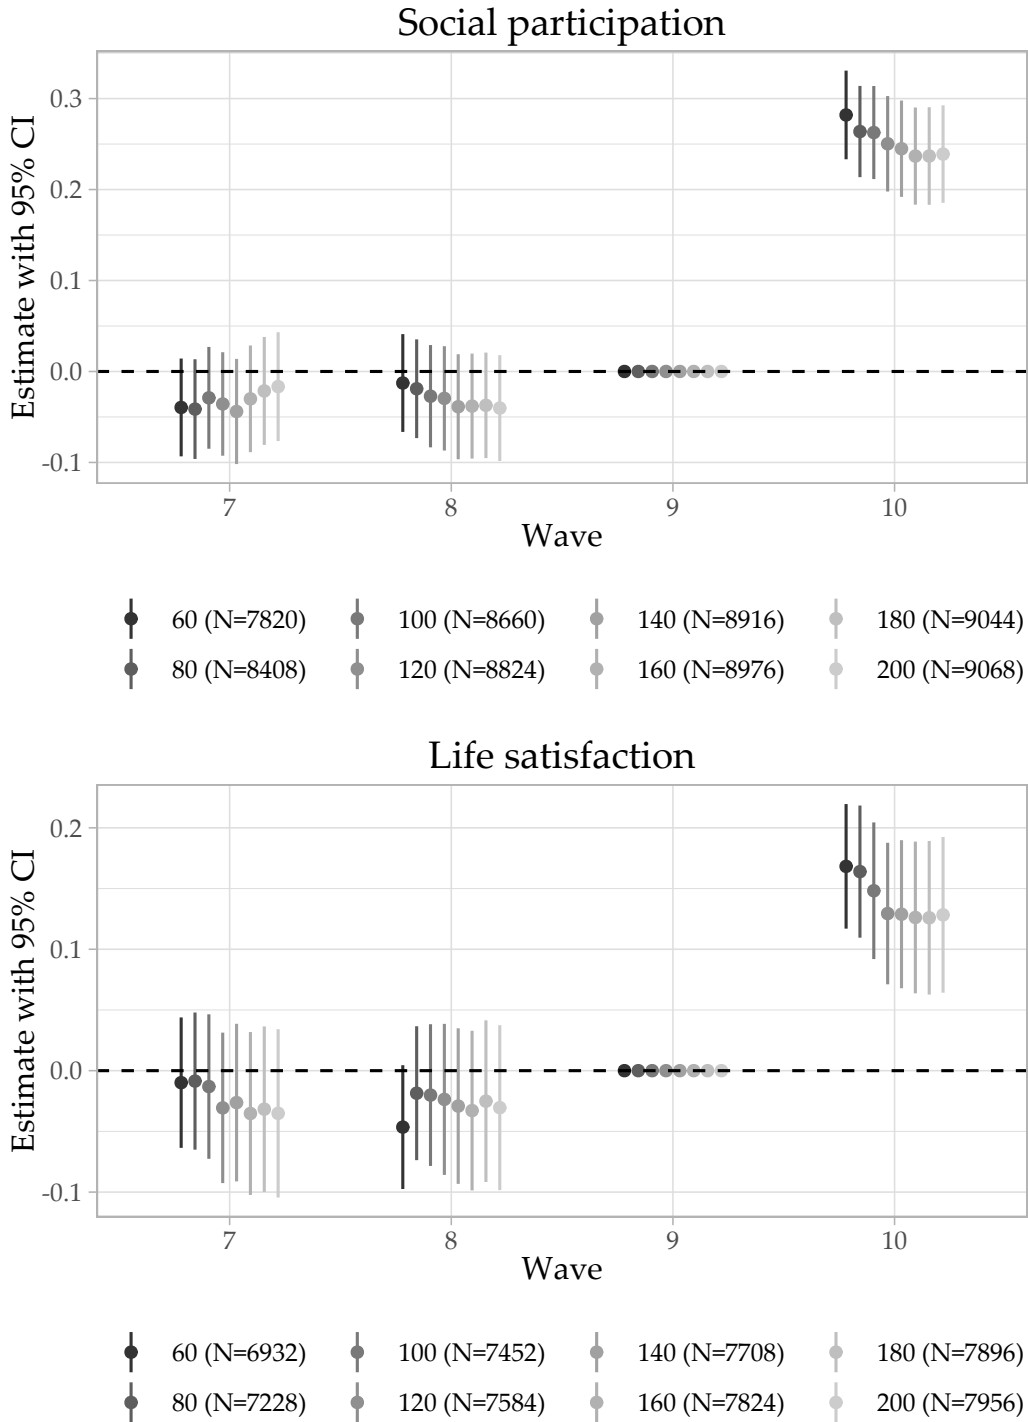 Social participation
Estimate with 95% CI
0.3
0.2
0.1
0.0
-0.1
7 8 9 10
Wave
60 (N=7820) 100 (N=8660) 140 (N=8916) 180 (N=9044)
80 (N=8408) 120 (N=8824) 160 (N=8976) 200 (N=9068)
Life satisfaction
Estimate with 95% CI
0.2
0.1
0.0
-0.1
7 8 9 10
Wave
60 (N=6932) 100 (N=7452) 140 (N=7708) 180 (N=7896)
80 (N=7228) 120 (N=7584) 160 (N=7824) 200 (N=7956)